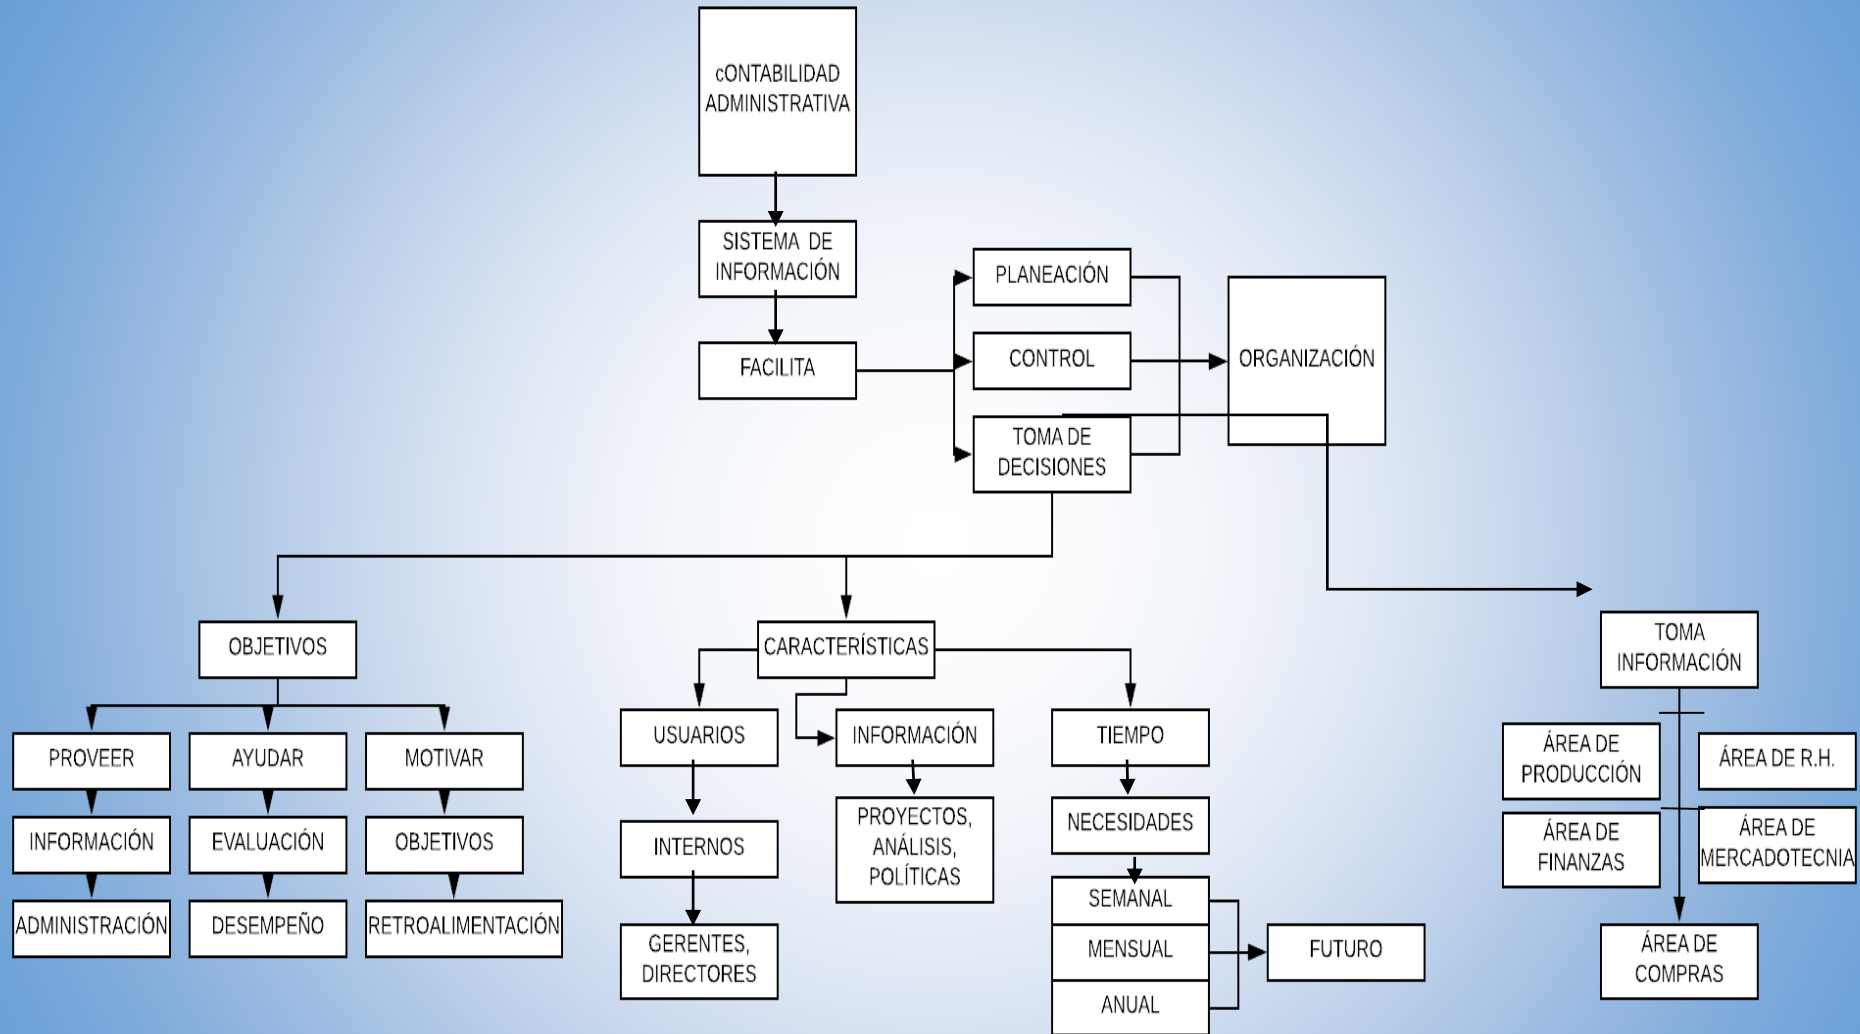 cONTABILIDAD
ADMINISTRATIVA
SISTEMA DE
INFORMACIÓN
FACILITA
PLANEACIÓN
CONTROL
TOMA DE
DECISIONES
ORGANIZACIÓN
OBJETIVOS
PROVEER
INFORMACIÓN
ADMINISTRACIÓN
AYUDAR
EVALUACIÓN
DESEMPEÑO
MOTIVAR
OBJETIVOS
RETROALIMENTACIÓN
CARACTERÍSTICAS
USUARIOS
INTERNOS
GERENTES,
DIRECTORES
INFORMACIÓN
PROYECTOS,
ANÁLISIS,
POLÍTICAS
TIEMPO
NECESIDADES
SEMANAL
MENSUAL
ANUAL
FUTURO
TOMA
INFORMACIÓN
ÁREA DE
PRODUCCIÓN
ÁREA DE R.H.
ÁREA DE
FINANZAS
ÁREA DE
MERCADOTECNIA
ÁREA DE
COMPRAS